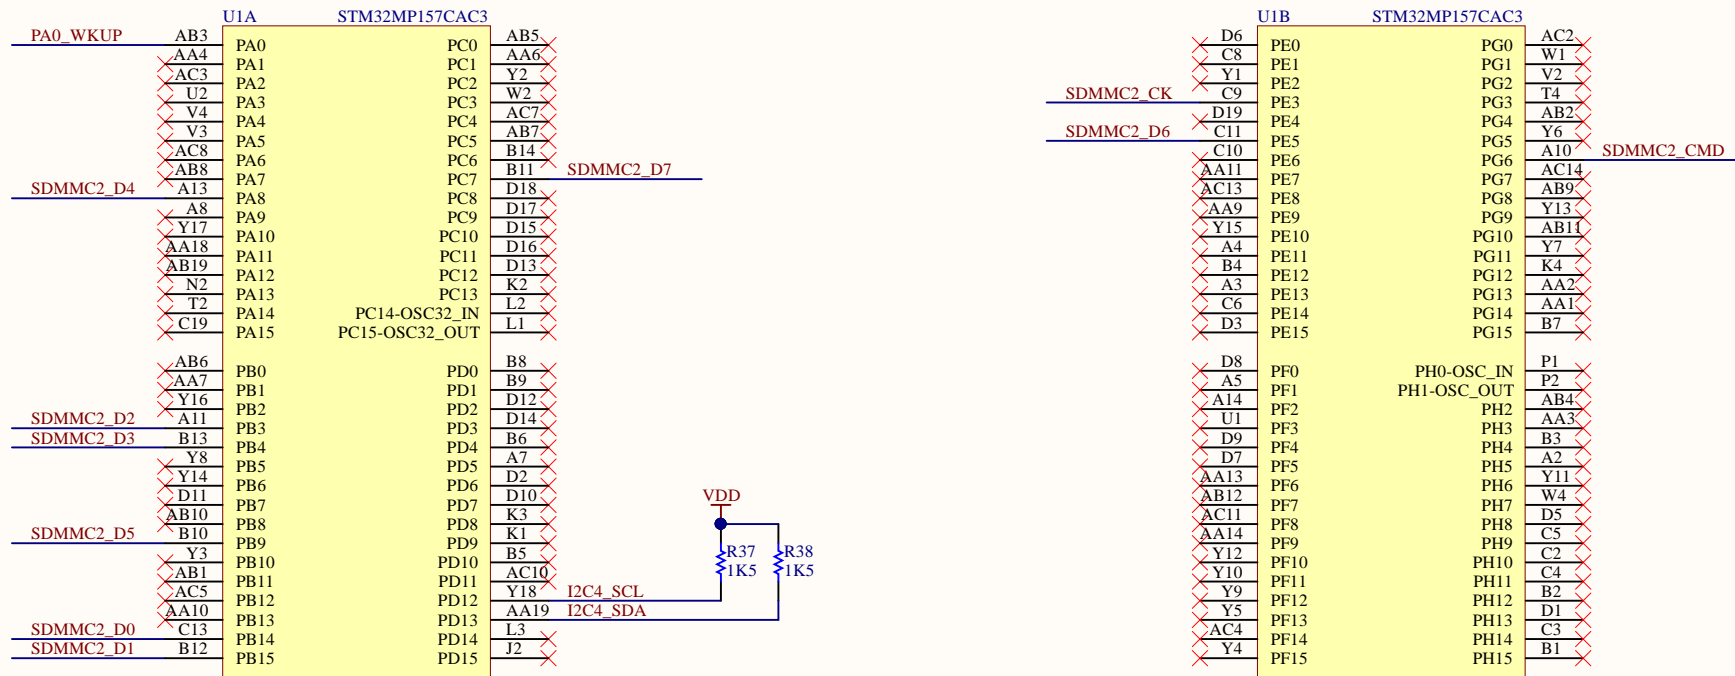 U1A STM32MP157CAC3
PA0_WKUP AB3 PA0 PC0 AB5
AA4 PA1 PC1 AA6
AC3 PA2 PC2 Y2
U2 PA3 PC3 W2
V4 PA4 PC4 AC7
V3 PA5 PC5 AB7
AC8 PA6 PC6 B14
AB8 PA7 PC7 B11 SDMMC2_D7
SDMMC2_D4 A13 PA8 PC8 D18
A8 PA9 PC9 D17
Y17 PA10 PC10 D15
AA18 PA11 PC11 D16
AB19 PA12 PC12 D13
N2 PA13 PC13 K2
T2 PA14 PC14-OSC32_IN L2
C19 PA15 PC15-OSC32_OUT L1
AB6 PB0 PD0 B8
AA7 PB1 PD1 B9
Y16 PB2 PD2 D12
SDMMC2_D2 A11 PB3 PD3 D14
SDMMC2_D3 B13 PB4 PD4 B6
Y8 PB5 PD5 A7
Y14 PB6 PD6 D2
D11 PB7 PD7 D10
AB10 PB8 PD8 K3
SDMMC2_D5 B10 PB9 PD9 K1
Y3 PB10 PD10 B5
AB1 PB11 PD11 AC10
AC5 PB12 PD12 Y18 I2C4_SCL
AA10 PB13 PD13 AA19 I2C4_SDA
SDMMC2_D0 C13 PB14 PD14 L3
SDMMC2_D1 B12 PB15 PD15 J2
VDD
R37 R38
1K5 1K5
U1B STM32MP157CAC3
D6 PE0 PG0 AC2
C8 PE1 PG1 W1
Y1 PE2 PG2 V2
SDMMC2_CK C9 PE3 PG3 T4
D19 PE4 PG4 AB2
SDMMC2_D6 C11 PE5 PG5 Y6
C10 PE6 PG6 A10 SDMMC2_CMD
AA11 PE7 PG7 AC14
AC13 PE8 PG8 AB9
AA9 PE9 PG9 Y13
Y15 PE10 PG10 AB11
A4 PE11 PG11 Y7
B4 PE12 PG12 K4
A3 PE13 PG13 AA2
C6 PE14 PG14 AA1
D3 PE15 PG15 B7
D8 PF0 PH0-OSC_IN P1
A5 PF1 PH1-OSC_OUT P2
A14 PF2 PH2 AB4
U1 PF3 PH3 AA3
D9 PF4 PH4 B3
D7 PF5 PH5 A2
AA13 PF6 PH6 Y11
AB12 PF7 PH7 W4
AC11 PF8 PH8 D5
AA14 PF9 PH9 C5
Y12 PF10 PH10 C2
Y10 PF11 PH11 C4
Y9 PF12 PH12 B2
Y5 PF13 PH13 D1
AC4 PF14 PH14 C3
Y4 PF15 PH15 B1